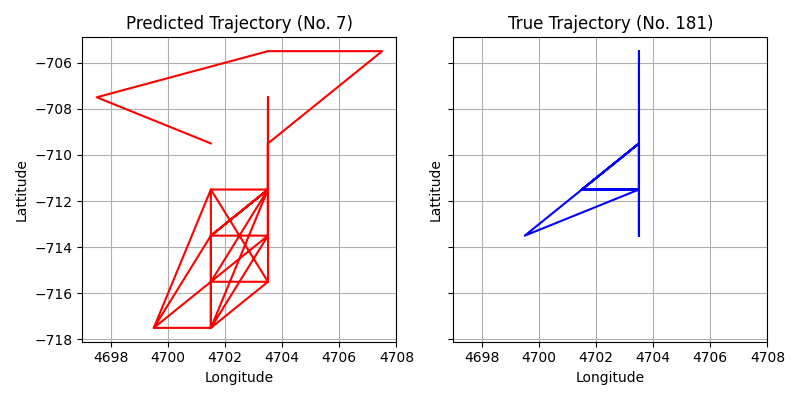 Predicted Trajectory (No. 7)
True Trajectory (No. 181)
Lattitude
−706
−708
−710
−712
−714
−716
−718
4698 4700 4702 4704 4706 4708
Longitude
Lattitude
4698 4700 4702 4704 4706 4708
Longitude